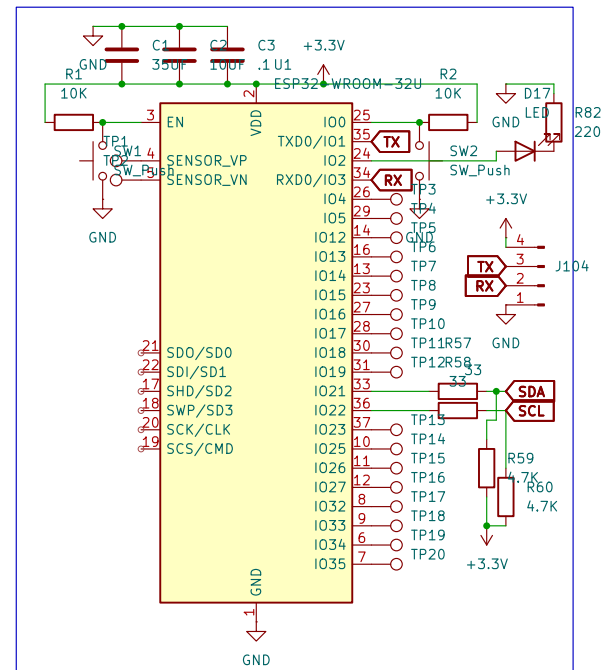 C1
35UF
C2
10UF
C3
.1U1
+3.3V
GND
R1
10K
ESP32-WROOM-32U
R2
10K
D17
LED
R82
220
GND
2
VDD
3
EN
IO0
25
TXD0/IO1
35
TX
TP1
SW1
TP2
SW_Push
4
SENSOR_VP
IO2
24
SW2
SW_Push
5
SENSOR_VN
RXD0/IO3
34
RX
GND
IO4
26
TP3
IO5
29
TP4
IO12
14
TP5
GND
IO13
16
TP6
IO14
13
TP7
IO15
23
TP8
IO16
27
TP9
IO17
28
TP10
IO18
30
TP11
IO19
31
TP12
+3.3V
4
TX
3
J104
RX
2
1
GND
21
SDO/SD0
22
SDI/SD1
17
SHD/SD2
18
SWP/SD3
20
SCK/CLK
19
SCS/CMD
R57
33
R58
33
IO21
33
SDA
IO22
36
SCL
IO23
37
TP13
IO25
10
TP14
IO26
11
TP15
IO27
12
TP16
IO32
8
TP17
IO33
9
TP18
IO34
6
TP19
IO35
7
TP20
R59
4.7K
R60
4.7K
+3.3V
GND
1
GND